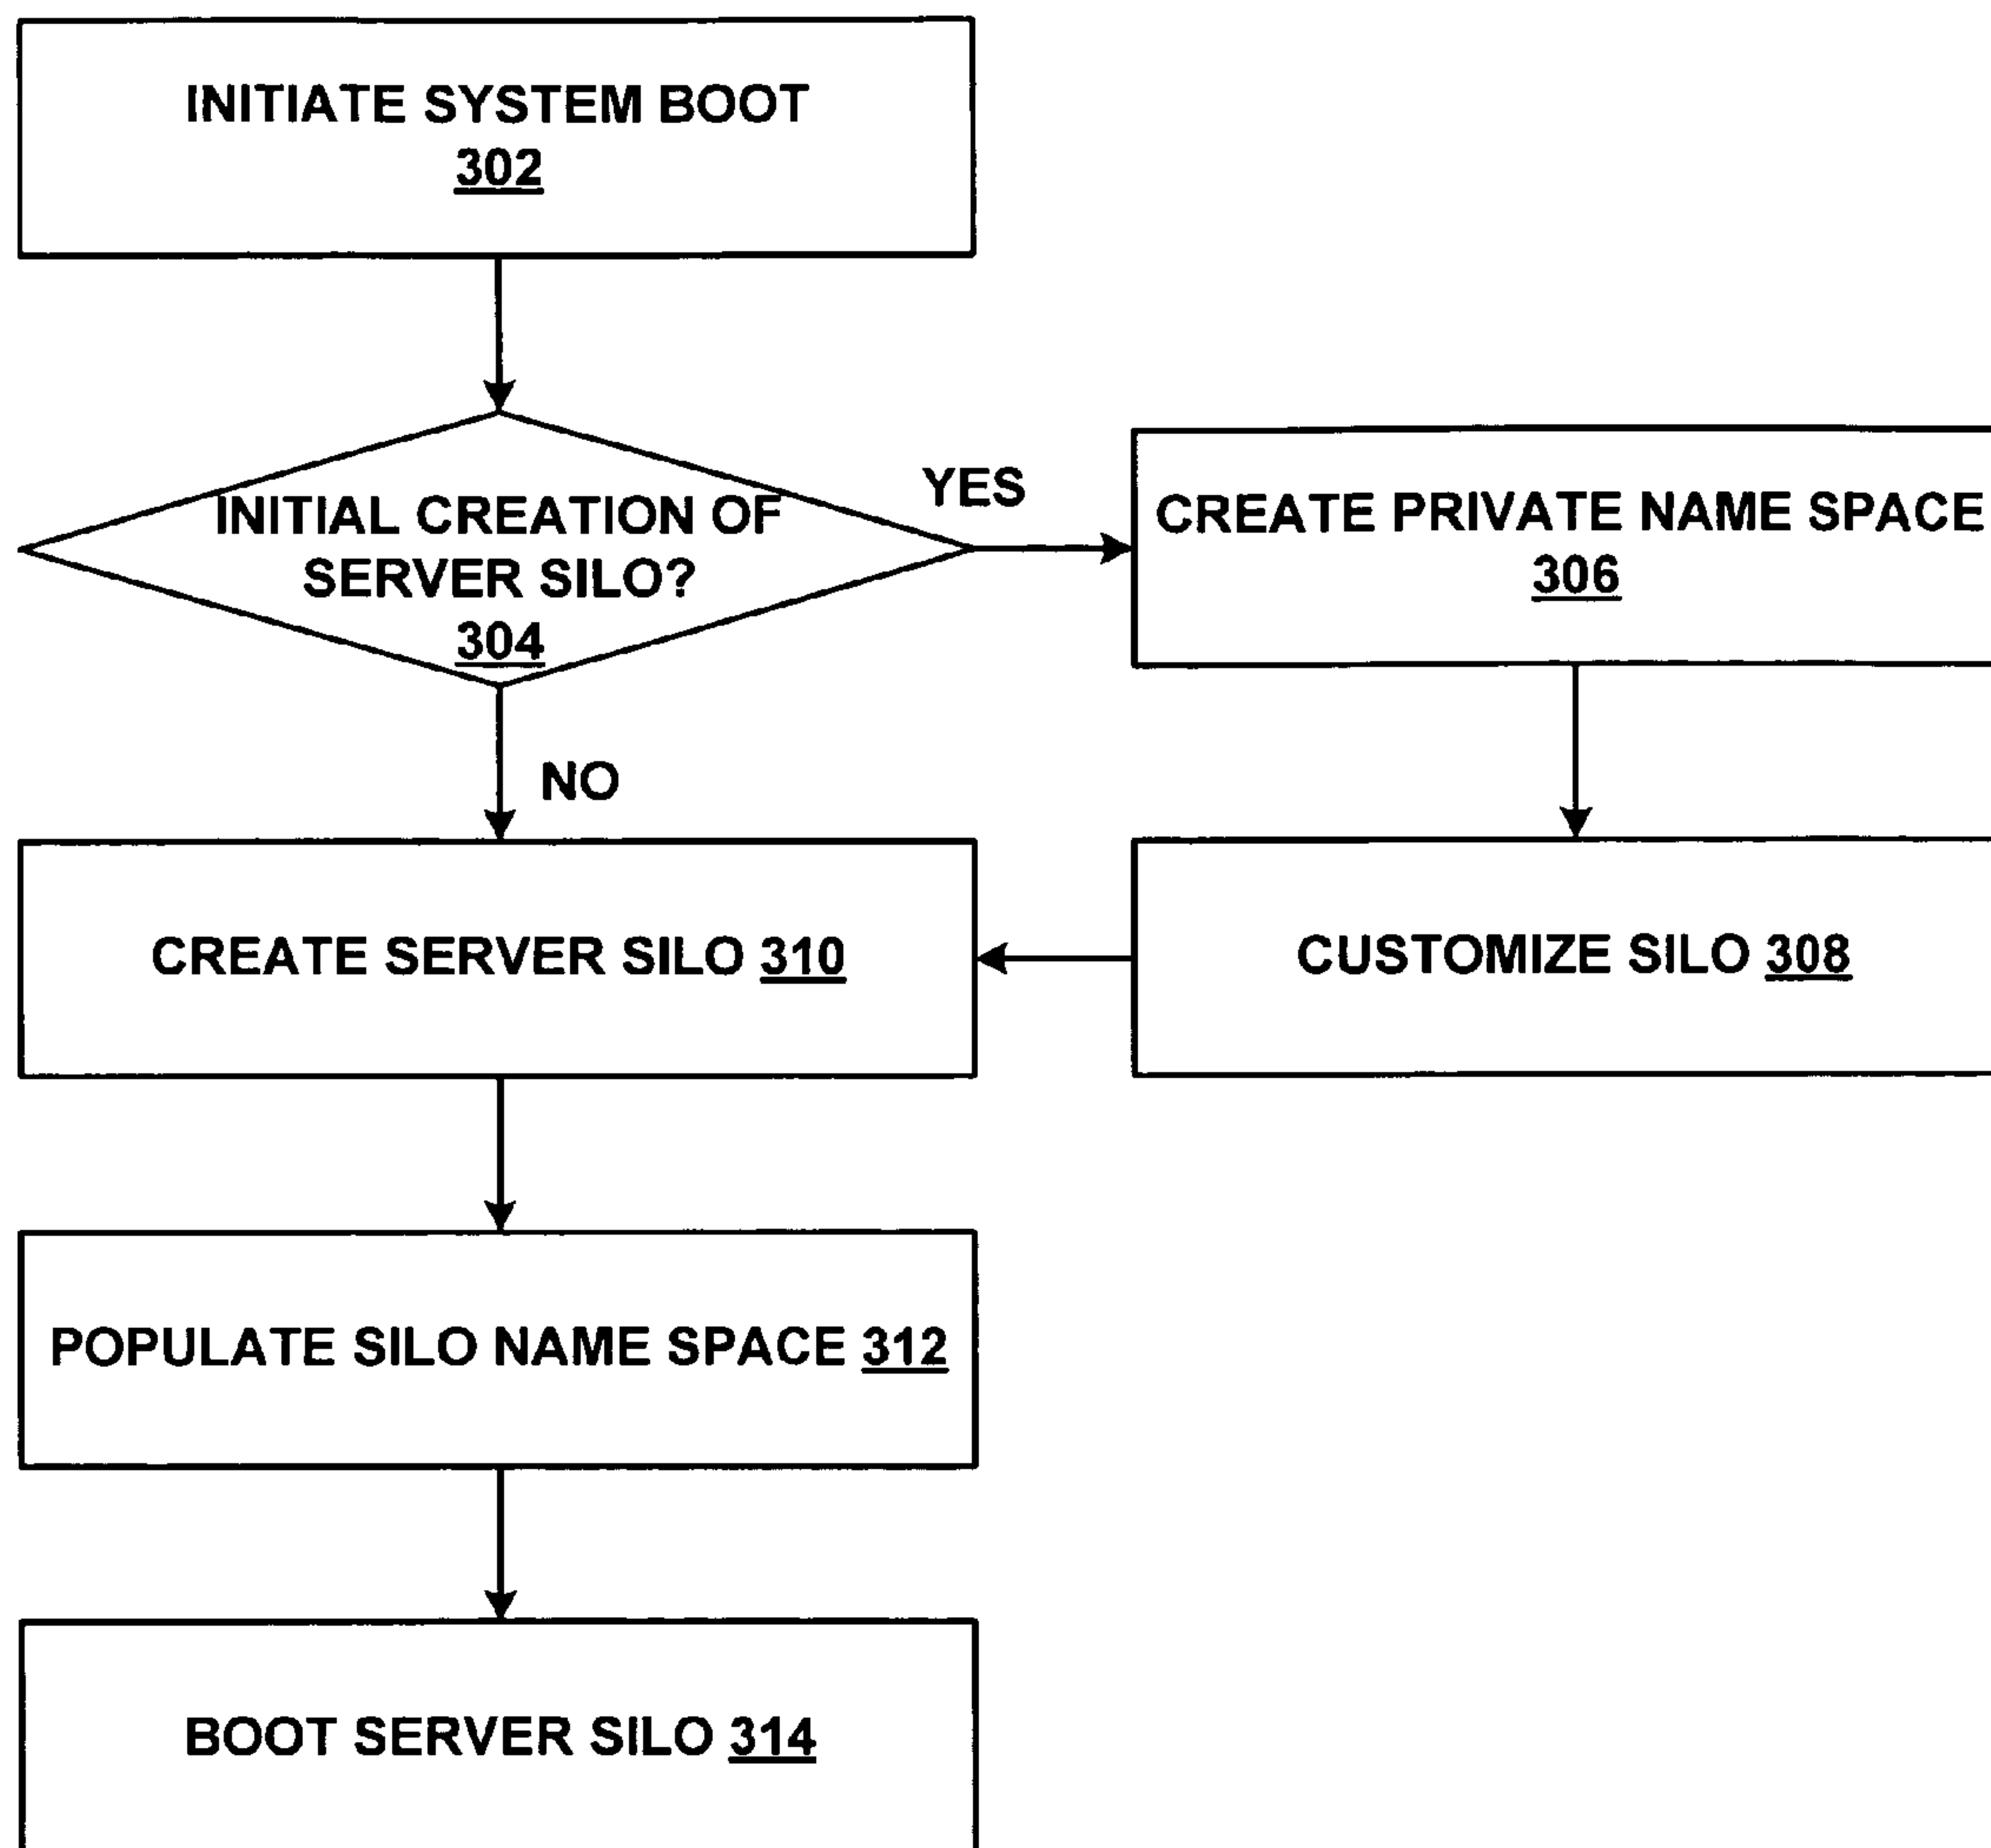 INITIATE SYSTEM BOOT
302
INITIAL CREATION OF
SERVER SILO?
304
YES
CREATE PRIVATE NAME SPACE
306
NO
CREATE SERVER SILO 310
CUSTOMIZE SILO 308
POPULATE SILO NAME SPACE 312
BOOT SERVER SILO 314